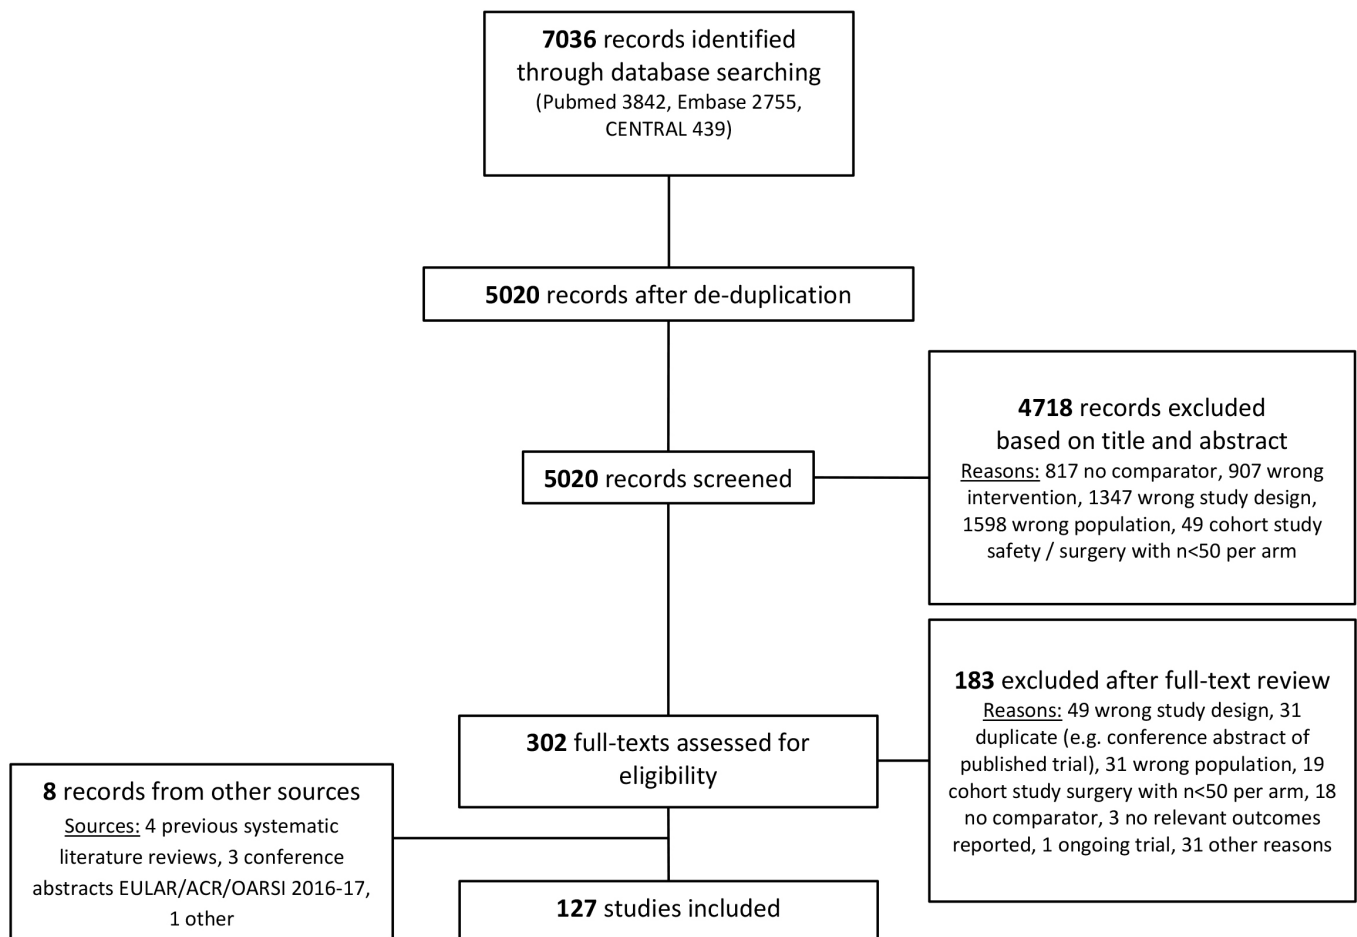 7036 records identified
through database searching
(Pubmed 3842, Embase 2755,
CENTRAL 439)
5020 records after de-duplication
4718 records excluded
based on title and abstract
Reasons: 817 no comparator, 907 wrong
intervention, 1347 wrong study design,
1598 wrong population, 49 cohort study
safety / surgery with n<50 per arm
5020 records screened
183 excluded after full-text review
Reasons: 49 wrong study design, 31
duplicate (e.g. conference abstract of
published trial), 31 wrong population, 19
cohort study surgery with n<50 per arm, 18
no comparator, 3 no relevant outcomes
reported, 1 ongoing trial, 31 other reasons
302 full-texts assessed for
eligibility
8 records from other sources
Sources: 4 previous systematic
literature reviews, 3 conference
abstracts EULAR/ACR/OARSI 2016-17,
1 other
127 studies included